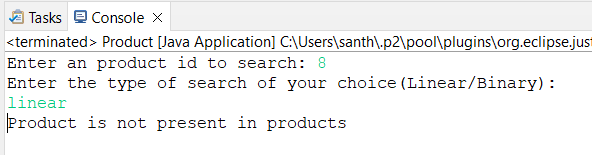 Tasks Console
<terminated> Product [Java Application] C:\Users\santh\.p2\pool\plugins\org.eclipse.just
Enter an product id to search: 8
Enter the type of search of your choice(Linear/Binary):
linear
Product is not present in products